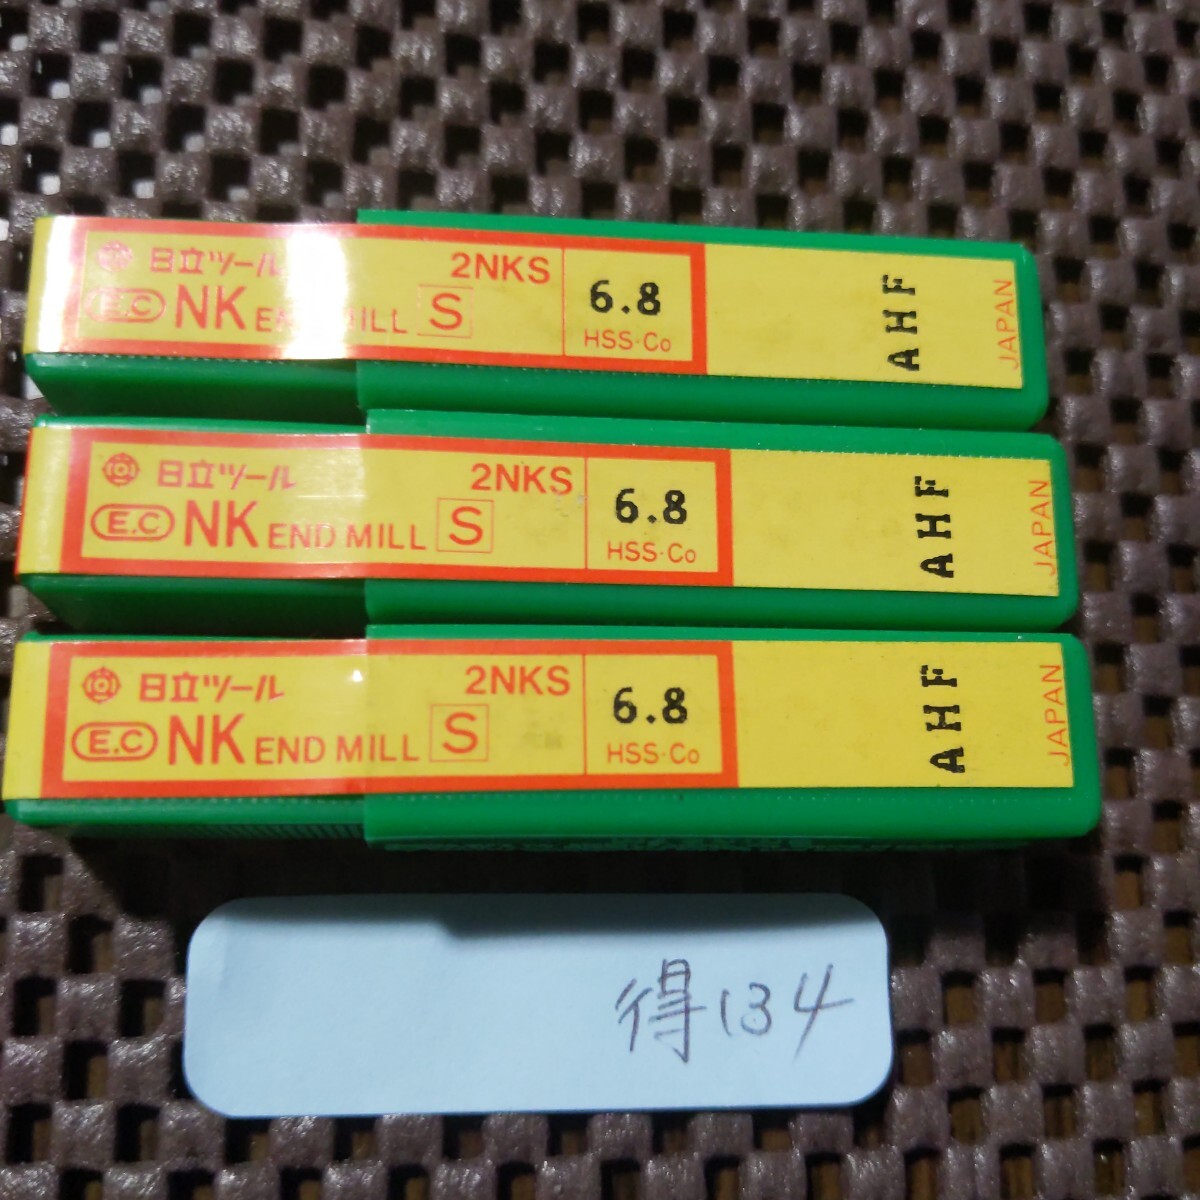 日立ツール 2NKS
E.C NK END MILL S
6.8
HSS-Co
AHF
JAPAN
日立ツール 2NKS
E.C NK END MILL S
6.8
HSS-Co
AHF
JAPAN
日立ツール 2NKS
E.C NK END MILL S
6.8
HSS-Co
AHF
JAPAN
得134